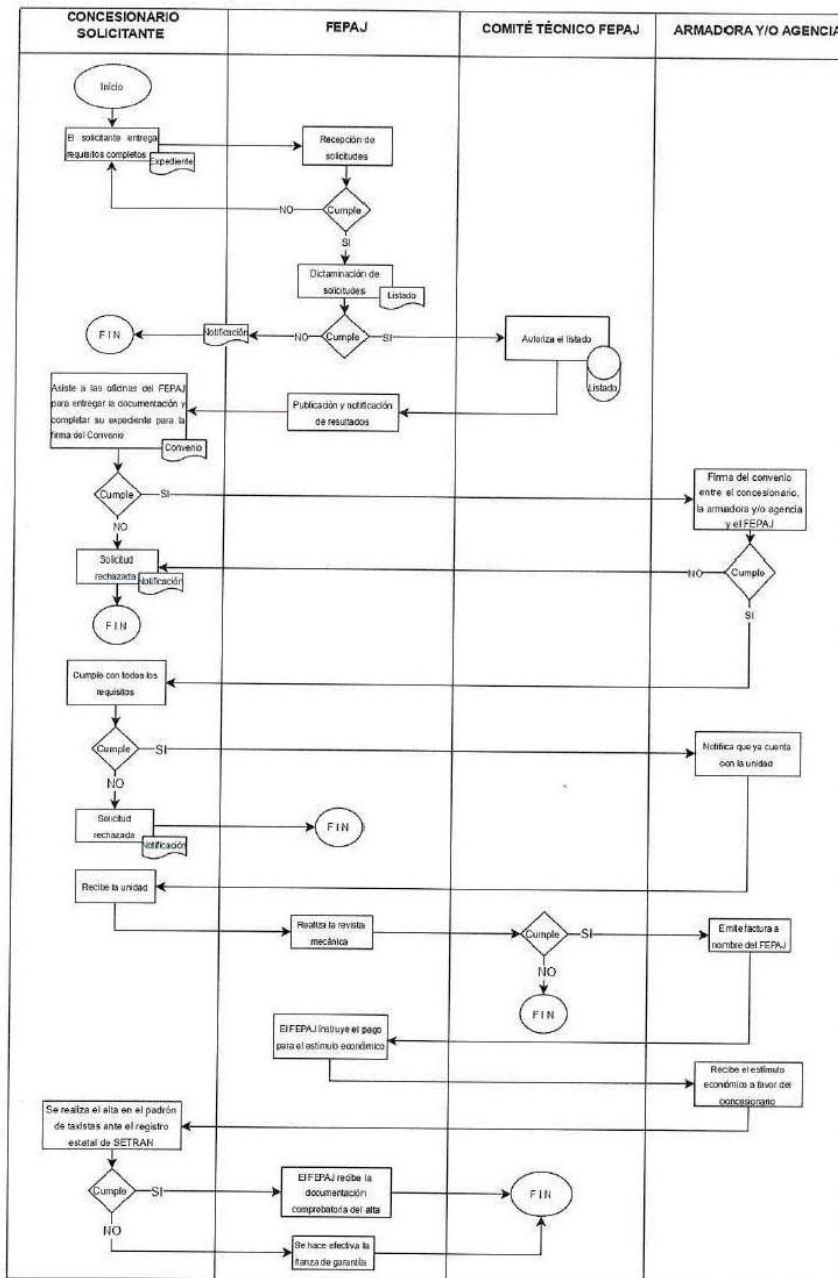 CONCESIONARIO
SOLICITANTE
FEPAJ
COMITÉ TÉCNICO FEPAJ
ARMADORA Y/O AGENCIA
Inicio
El solicitante entrega
requisitos completos
Expediente
Recepción de
solicitudes
Cumple
NO
SI
Dictaminación de
solicitudes
Listado
Cumple
NO
SI
Notificación
FIN
Autoriza el listado
Listado
Publicación y notificación
de resultados
Asiste a las oficinas del FEPAJ
para entregar la documentación y
completar su expediente para la
firma del Convenio
Convenio
Cumple
SI
NO
Firma del convenio
entre el concesionario,
la armadora y/o agencia
y el FEPAJ
Cumple
NO
SI
Solicitud
rechazada
Notificación
FIN
Cumple con todos los
requisitos
Cumple
SI
NO
Notifica que ya cuenta
con la unidad
Solicitud
rechazada
Notificación
FIN
Recibe la unidad
Realiza la revista
mecánica
Cumple
SI
NO
FIN
Emite factura a
nombre del FEPAJ
El FEPAJ instruye el pago
para el estímulo económico
Recibe el estímulo
económico a favor del
concesionario
Se realiza el alta en el padrón
de taxistas ante el registro
estatal de SETRAN
Cumple
SI
NO
El FEPAJ recibe la
documentación
comprobatoria del alta
FIN
Se hace efectiva la
fianza de garantía